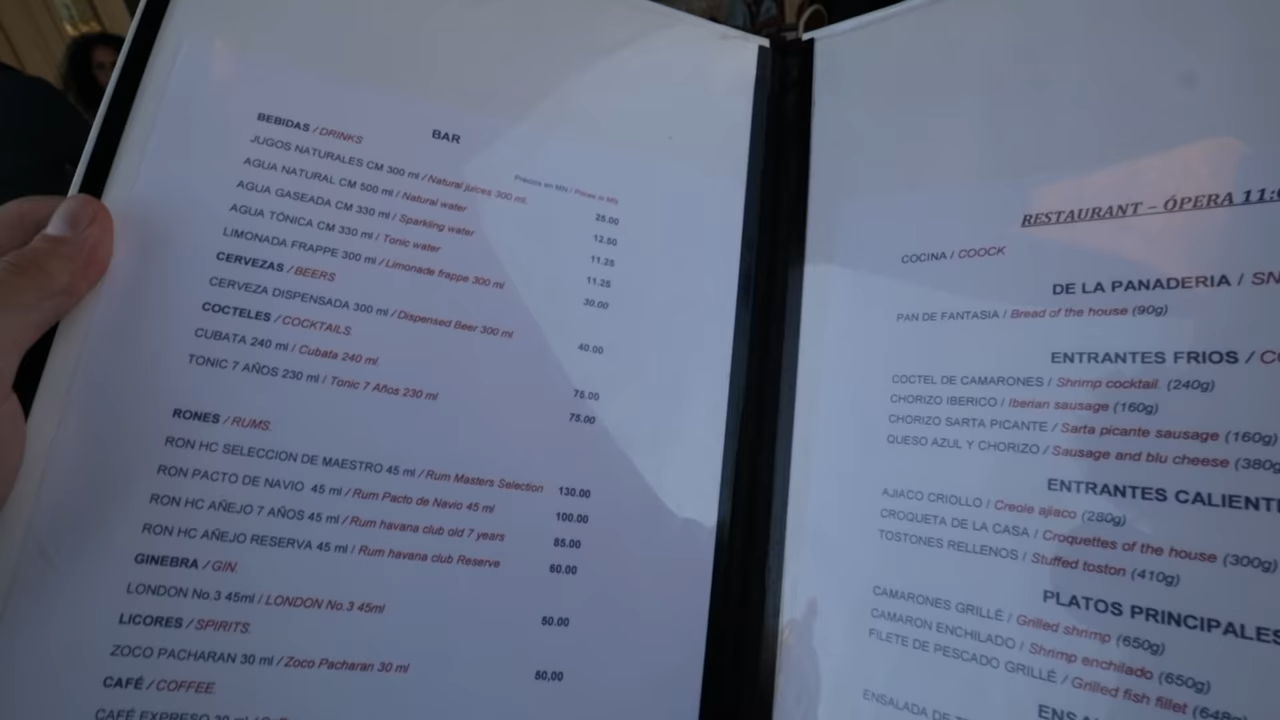 BAR
BEBIDAS / DRINKS
Precios en MN / Prices in MN
JUGOS NATURALES CM 300 ml / Natural juices 300 ml. 25.00
AGUA NATURAL CM 500 ml / Natural water 12.50
AGUA GASEADA CM 330 ml / Sparkling water 11.25
AGUA TÓNICA CM 330 ml / Tonic water 11.25
LIMONADA FRAPPE 300 ml / Limonade frappe 300 ml 30.00
CERVEZAS / BEERS
CERVEZA DISPENSADA 300 ml / Dispensed Beer 300 ml 40.00
COCTELES / COCKTAILS.
CUBATA 240 ml / Cubata 240 ml. 75.00
TONIC 7 AÑOS 230 ml / Tonic 7 Años 230 ml 75.00
RONES / RUMS.
RON HC SELECCION DE MAESTRO 45 ml / Rum Masters Selection 130.00
RON PACTO DE NAVIO 45 ml / Rum Pacto de Navio 45 ml 100.00
RON HC AÑEJO 7 AÑOS 45 ml / Rum havana club old 7 years 85.00
RON HC AÑEJO RESERVA 45 ml / Rum havana club Reserve 60.00
GINEBRA / GIN.
LONDON No.3 45ml / LONDON No.3 45ml 50.00
LICORES / SPIRITS.
ZOCO PACHARAN 30 ml / Zoco Pacharan 30 ml 50,00
CAFÉ / COFFEE.
CAFÉ EXPRESO 30 ml /
RESTAURANT – ÓPERA 11:
COCINA / COOCK
DE LA PANADERIA / SN
PAN DE FANTASIA / Bread of the house (90g)
ENTRANTES FRIOS / CO
COCTEL DE CAMARONES / Shrimp cocktail. (240g)
CHORIZO IBERICO / Iberian sausage (160g)
CHORIZO SARTA PICANTE / Sarta picante sausage (160g)
QUESO AZUL Y CHORIZO / Sausage and blu cheese (380g
ENTRANTES CALIENT
AJIACO CRIOLLO / Creole ajiaco (280g)
CROQUETA DE LA CASA / Croquettes of the house (300g)
TOSTONES RELLENOS / Stuffed toston (410g)
PLATOS PRINCIPALES
CAMARONES GRILLÉ / Grilled shrimp (650g)
CAMARON ENCHILADO / Shrimp enchilado (650g)
FILETE DE PESCADO GRILLÉ / Grilled fish fillet
ENSALADA DE